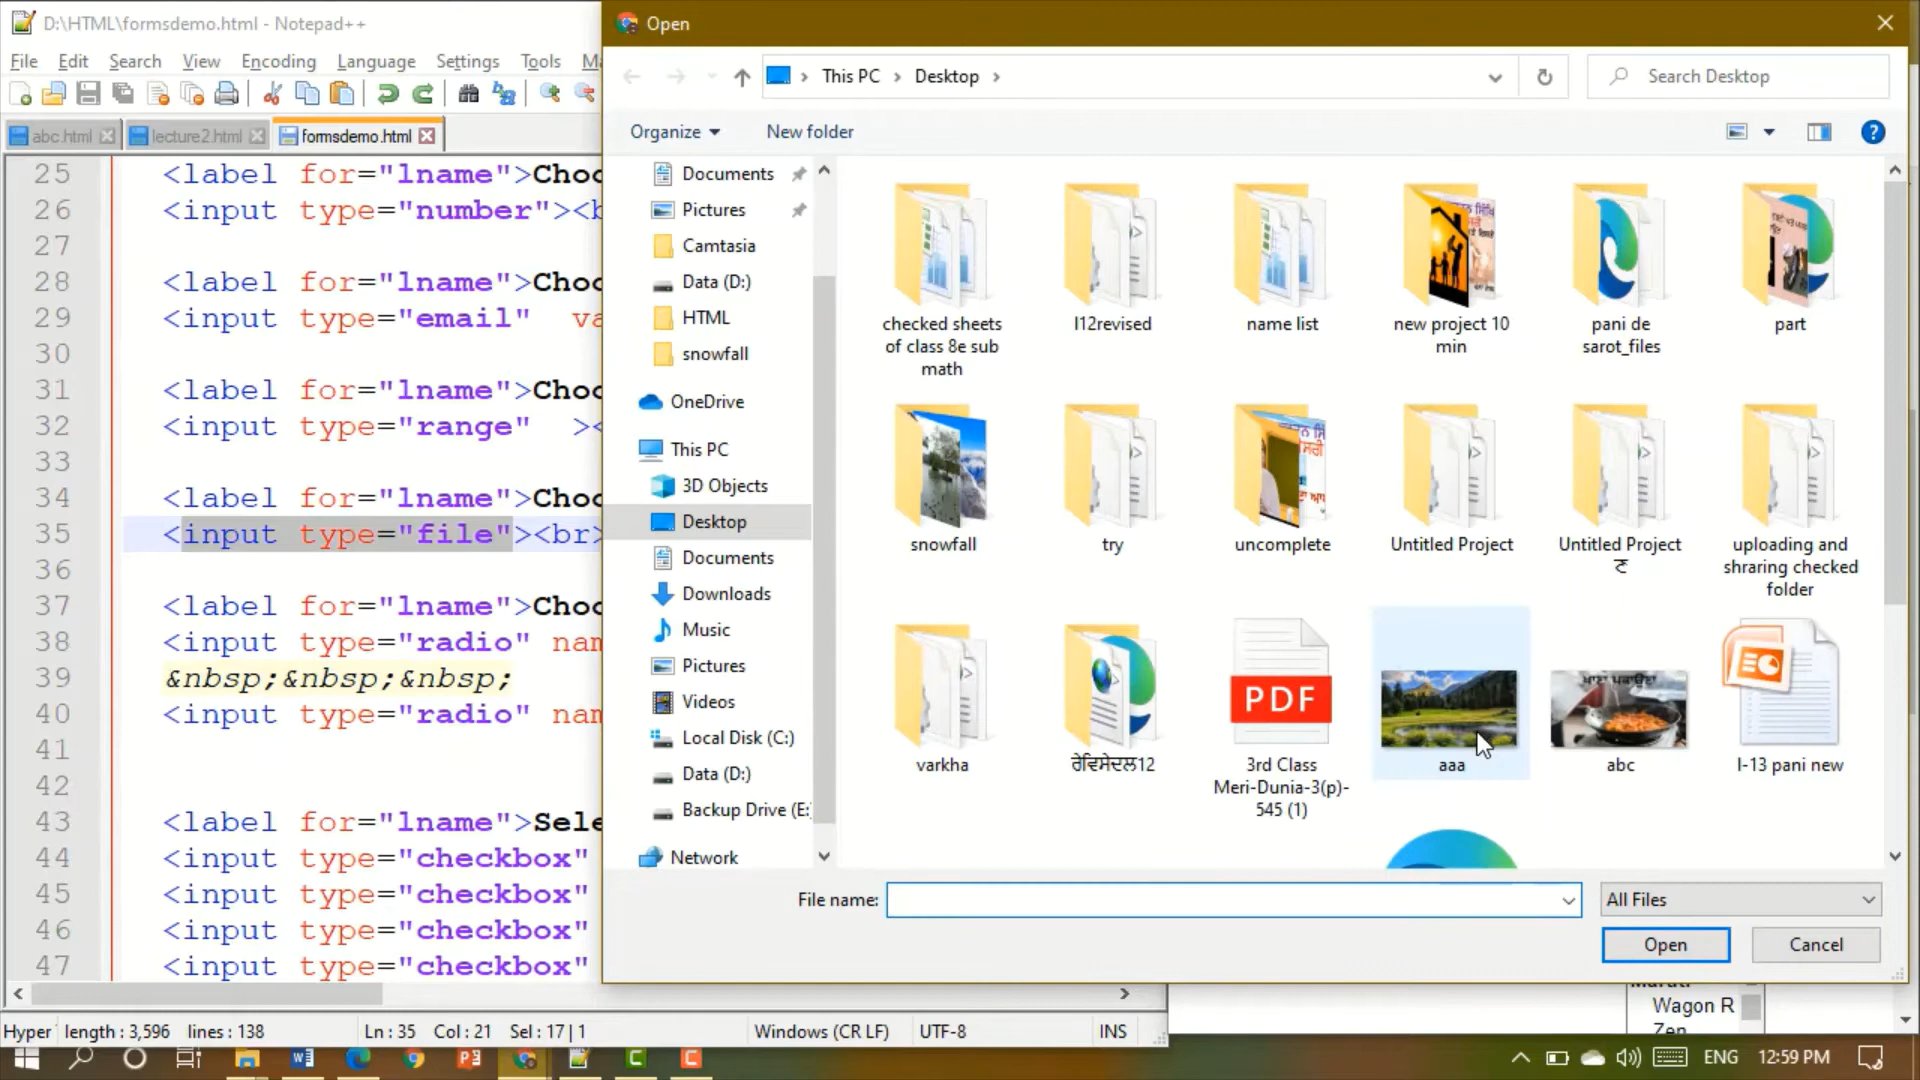 D:\HTML\formsdemo.html - Notepad++
File Edit Search View Encoding Language Settings Tools
abc.html lecture2.html formsdemo.html
25 <label for="lname">Choo
26 <input type="number"><b
27
28 <label for="lname">Choo
29 <input type="email" va
30
31 <label for="lname">Choo
32 <input type="range" ><
33
34 <label for="lname">Choo
35 <input type="file"><br>
36
37 <label for="lname">Choo
38 <input type="radio" nam
39 &nbsp;&nbsp;&nbsp;
40 <input type="radio" nam
41
42
43 <label for="lname">Sele
44 <input type="checkbox"
45 <input type="checkbox"
46 <input type="checkbox"
47 <input type="checkbox"
Hyper length : 3,596 lines : 138 Ln : 35 Col : 21 Sel : 17 | 1 Windows (CR LF) UTF-8 INS
Open
This PC > Desktop >
Search Desktop
Organize New folder
Documents
Pictures
Camtasia
Data (D:)
HTML
snowfall
OneDrive
This PC
3D Objects
Desktop
Documents
Downloads
Music
Pictures
Videos
Local Disk (C:)
Data (D:)
Backup Drive (E:
Network
checked sheets
of class 8e sub
math
l12revised
name list
new project 10
min
pani de
sarot_files
part
snowfall
try
uncomplete
Untitled Project
Untitled Project
ਣ
uploading and
shraring checked
folder
varkha
PDF
3rd Class
Meri-Dunia-3(p)-
545 (1)
aaa
ਖਾਣਾ ਪਕਾਉਣਾ
abc
l-13 pani new
File name:
All Files
Open Cancel
Wagon R
Zen
ENG 12:59 PM